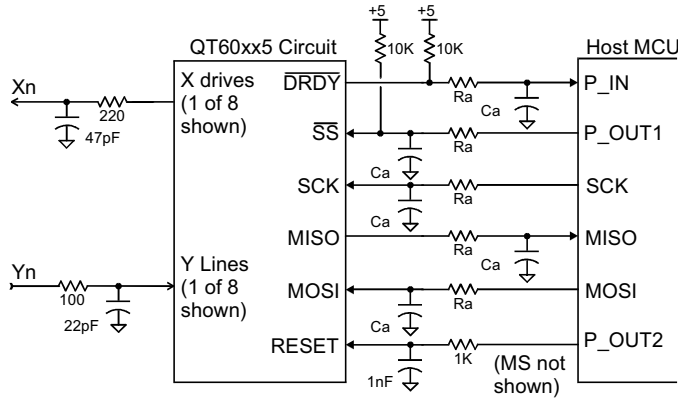 +5
+5
QT60xx5 Circuit
10K
10K
Host MCU
Xn
X drives
(1 of 8
shown)
220
47pF
DRDY
Ra
Ca
P_IN
SS
Ca
Ra
P_OUT1
SCK
Ca
Ra
SCK
MISO
Ra
Ca
MISO
Yn
100
22pF
Y Lines
(1 of 8
shown)
MOSI
Ca
Ra
MOSI
RESET
1nF
1K
P_OUT2
(MS not
shown)